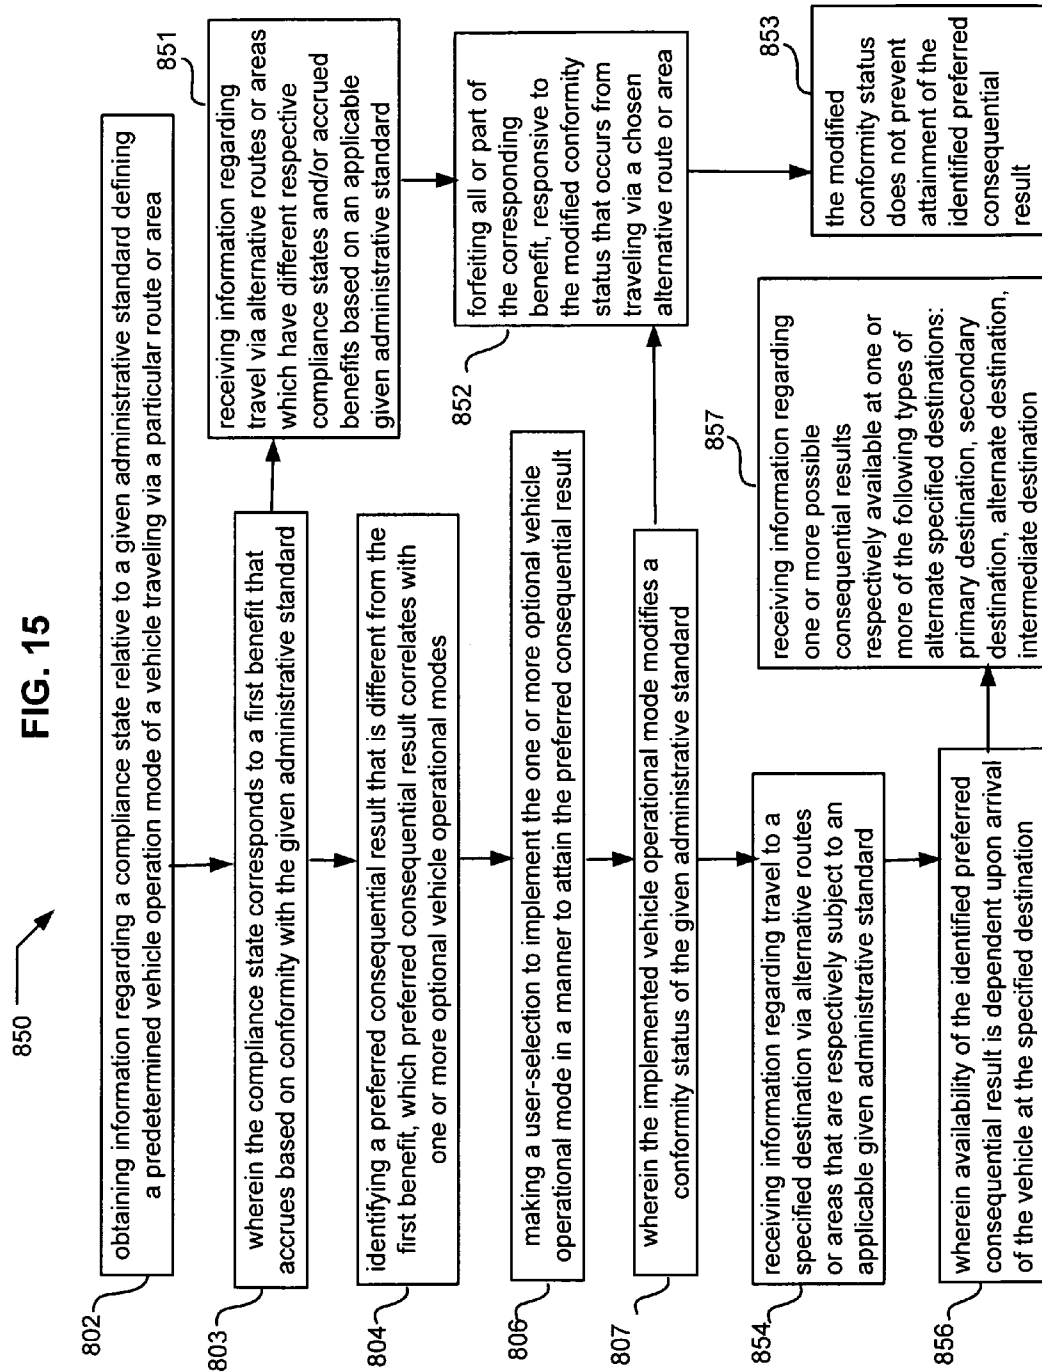 FIG. 15
850
802
obtaining information regarding a compliance state relative to a given administrative standard defining
a predetermined vehicle operation mode of a vehicle traveling via a particular route or area
803
wherein the compliance state corresponds to a first benefit that
accrues based on conformity with the given administrative standard
851
receiving information regarding
travel via alternative routes or areas
which have different respective
compliance states and/or accrued
benefits based on an applicable
given administrative standard
804
identifying a preferred consequential result that is different from the
first benefit, which preferred consequential result correlates with
one or more optional vehicle operational modes
806
making a user-selection to implement the one or more optional vehicle
operational mode in a manner to attain the preferred consequential result
852
forfeiting all or part of
the corresponding
benefit, responsive to
the modified conformity
status that occurs from
traveling via a chosen
alternative route or area
807
wherein the implemented vehicle operational mode modifies a
conformity status of the given administrative standard
854
receiving information regarding travel to a
specified destination via alternative routes
or areas that are respectively subject to an
applicable given administrative standard
857
receiving information regarding
one or more possible
consequential results
respectively available at one or
more of the following types of
alternate specified destinations:
primary destination, secondary
destination, alternate destination,
intermediate destination
853
the modified
conformity status
does not prevent
attainment of the
identified preferred
consequential
result
856
wherein availability of the identified preferred
consequential result is dependent upon arrival
of the vehicle at the specified destination